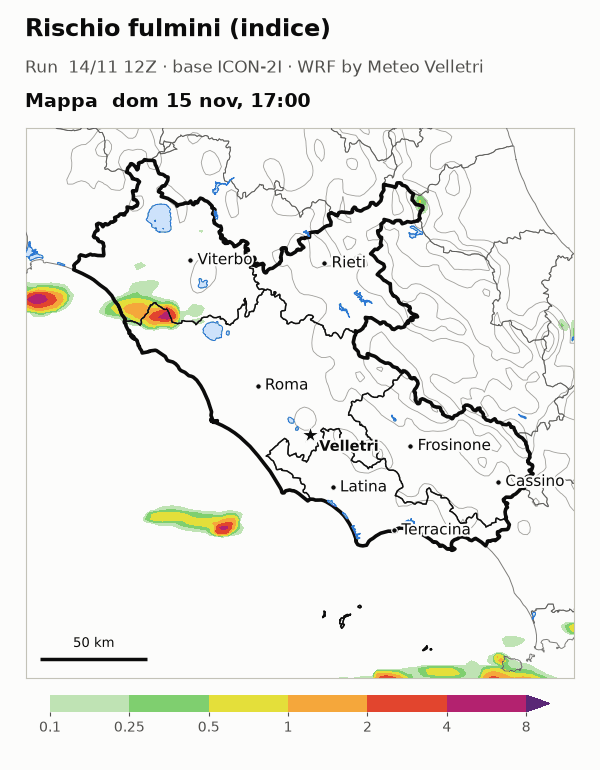 Rischio fulmini (indice)
Run  14/11 12Z · base ICON-2I · WRF by Meteo Velletri
Mappa  dom 15 nov, 17:00
Viterbo
Rieti
Roma
Velletri
Frosinone
Cassino
Latina
Terracina
50 km
0.1 0.25 0.5 1 2 4 8